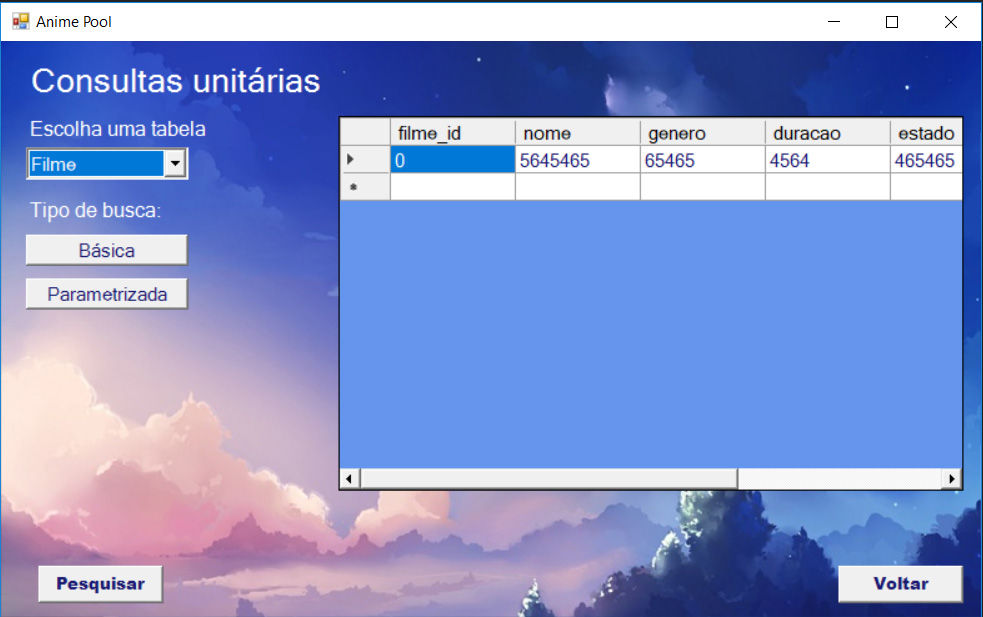 Anime Pool
Consultas unitárias
Escolha uma tabela
Filme
Tipo de busca:
Básica
Parametrizada
filme_id nome genero duracao estado
0 5645465 65465 4564 465465
*
Pesquisar
Voltar